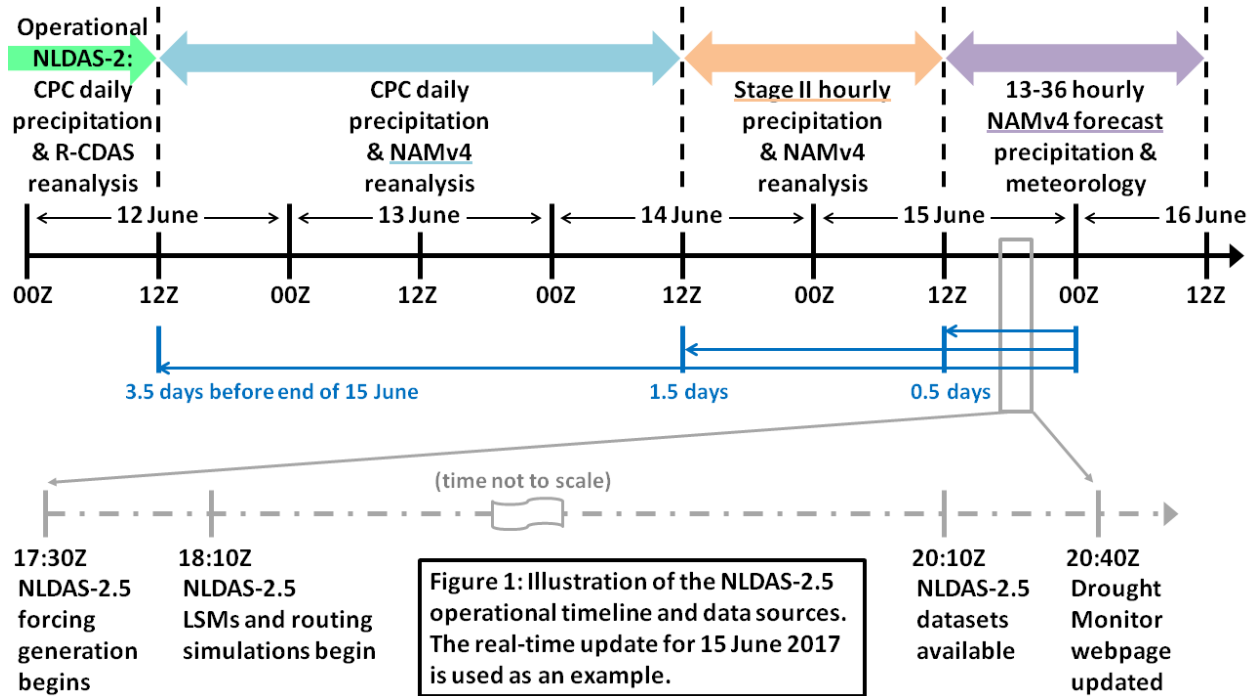 Operational
NLDAS-2:
CPC daily
precipitation
& R-CDAS
reanalysis
CPC daily
precipitation
& NAMv4
reanalysis
Stage II hourly
precipitation
& NAMv4
reanalysis
13-36 hourly
NAMv4 forecast
precipitation &
meteorology
12 June
13 June
14 June
15 June
16 June
00Z
12Z
00Z
12Z
00Z
12Z
00Z
12Z
00Z
12Z
3.5 days before end of 15 June
1.5 days
0.5 days
(time not to scale)
17:30Z
NLDAS-2.5
forcing
generation
begins
18:10Z
NLDAS-2.5
LSMs and routing
simulations begin
Figure 1: Illustration of the NLDAS-2.5
operational timeline and data sources.
The real-time update for 15 June 2017
is used as an example.
20:10Z
NLDAS-2.5
datasets
available
20:40Z
Drought
Monitor
webpage
updated